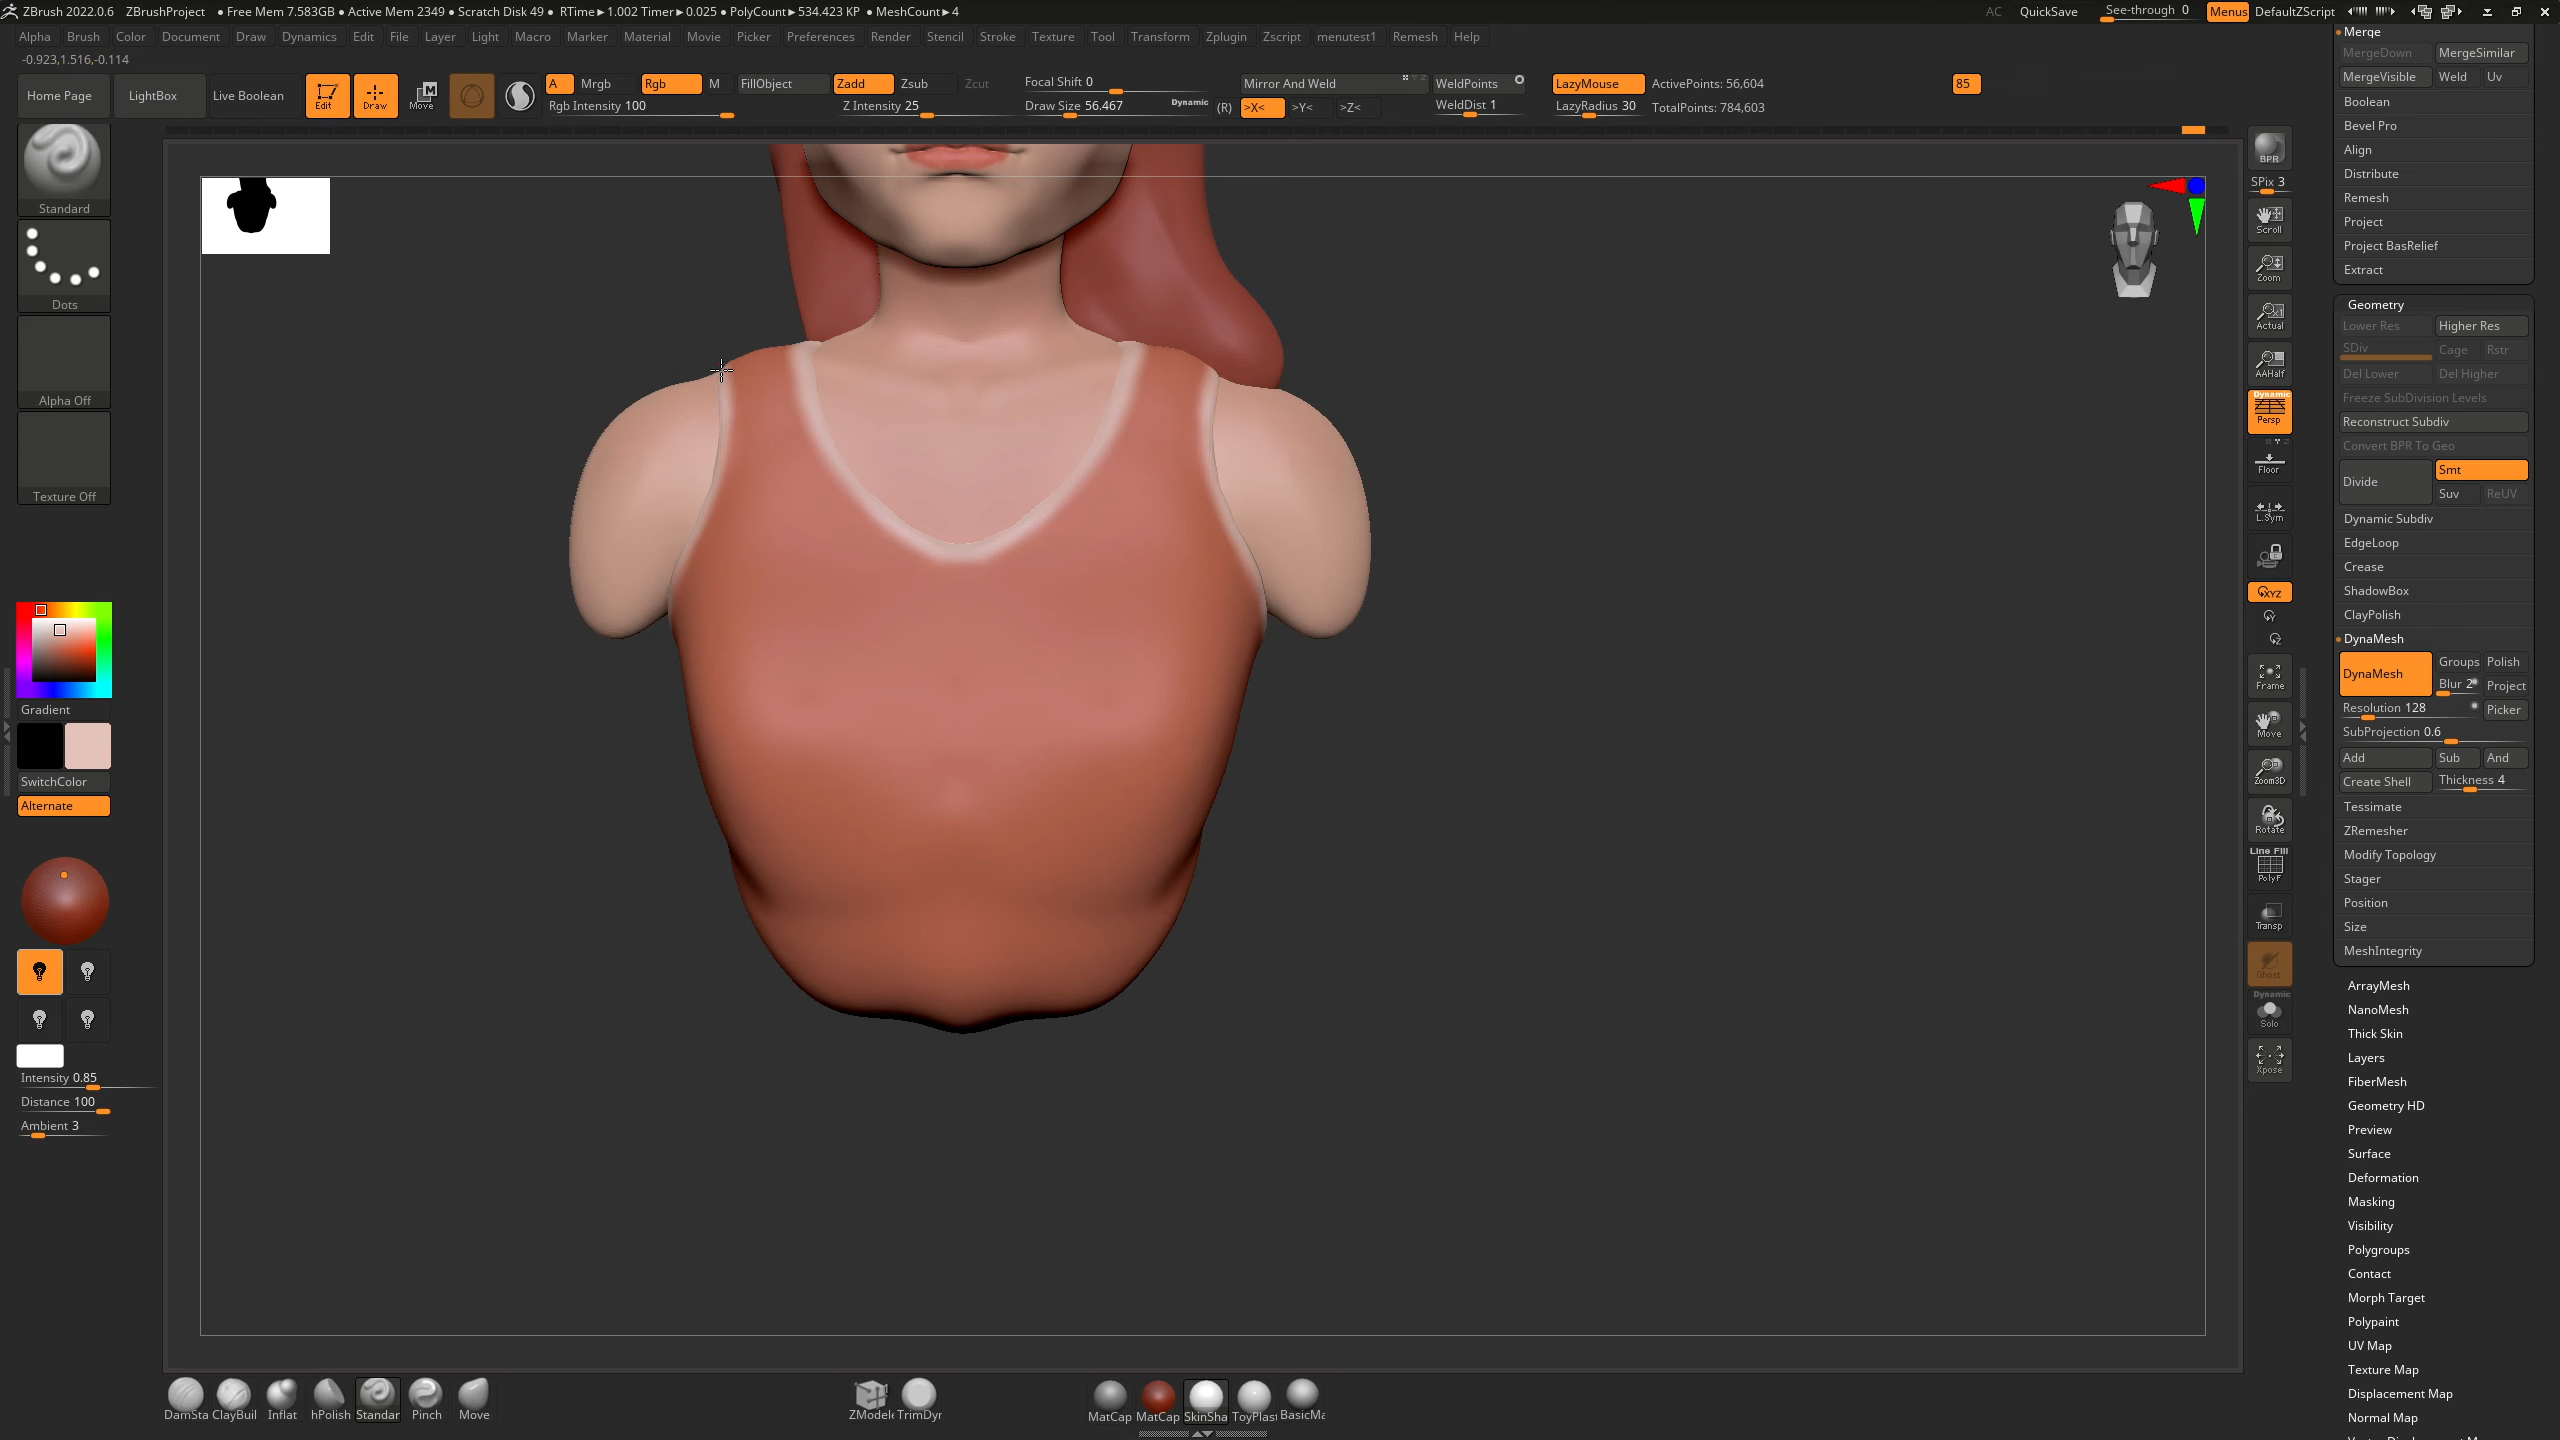 ZBrush 2022.0.6 ZBrushProject ● Free Mem 7.583GB ● Active Mem 2349 ● Scratch Disk 49 ● RTime►1.002 Timer►0.025 ● PolyCount►534.423 KP ● MeshCount►4 AC QuickSave See-through 0 Menus DefaultZScript
Alpha Brush Color Document Draw Dynamics Edit File Layer Light Macro Marker Material Movie Picker Preferences Render Stencil Stroke Texture Tool Transform Zplugin Zscript menutest1 Remesh Help
-0.923,1.516,-0.114
Home Page LightBox Live Boolean Edit Draw Move
A Mrgb Rgb M FillObject Zadd Zsub Zcut Focal Shift 0 Mirror And Weld WeldPoints LazyMouse ActivePoints: 56,604 85
Rgb Intensity 100 Z Intensity 25 Draw Size 56.467 Dynamic (R) >X< >Y< >Z< WeldDist 1 LazyRadius 30 TotalPoints: 784,603
Standard
Dots
Alpha Off
Texture Off
Gradient
SwitchColor
Alternate
Intensity 0.85
Distance 100
Ambient 3
DamSta ClayBuil Inflat hPolish Standar Pinch Move ZModele TrimDyr MatCap MatCap SkinSha ToyPlast BasicMa
BPR
SPix 3
Scroll
Zoom
Actual
AAHalf
Dynamic
Persp
Floor
L.Sym
XYZ
Y
Z
Frame
Move
Zoom3D
Rotate
Line Fill
PolyF
Transp
Ghost
Dynamic
Solo
Xpose
Merge
MergeDown MergeSimilar
MergeVisible Weld Uv
Boolean
Bevel Pro
Align
Distribute
Remesh
Project
Project BasRelief
Extract
Geometry
Lower Res Higher Res
SDiv Cage Rstr
Del Lower Del Higher
Freeze SubDivision Levels
Reconstruct Subdiv
Convert BPR To Geo
Divide Smt
Suv ReUV
Dynamic Subdiv
EdgeLoop
Crease
ShadowBox
ClayPolish
DynaMesh
DynaMesh Groups Polish
Blur 2 Project
Resolution 128 Picker
SubProjection 0.6
Add Sub And
Create Shell Thickness 4
Tessimate
ZRemesher
Modify Topology
Stager
Position
Size
MeshIntegrity
ArrayMesh
NanoMesh
Thick Skin
Layers
FiberMesh
Geometry HD
Preview
Surface
Deformation
Masking
Visibility
Polygroups
Contact
Morph Target
Polypaint
UV Map
Texture Map
Displacement Map
Normal Map